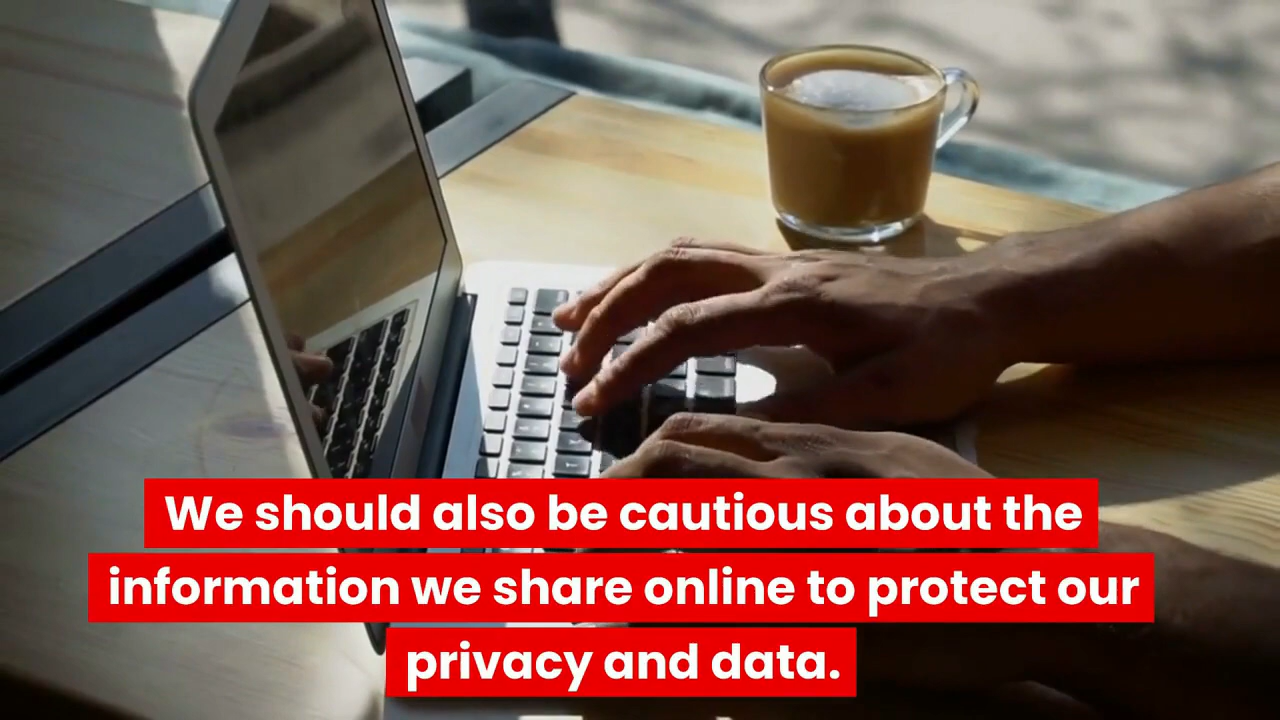 We should also be cautious about the
information we share online to protect our
privacy and data.